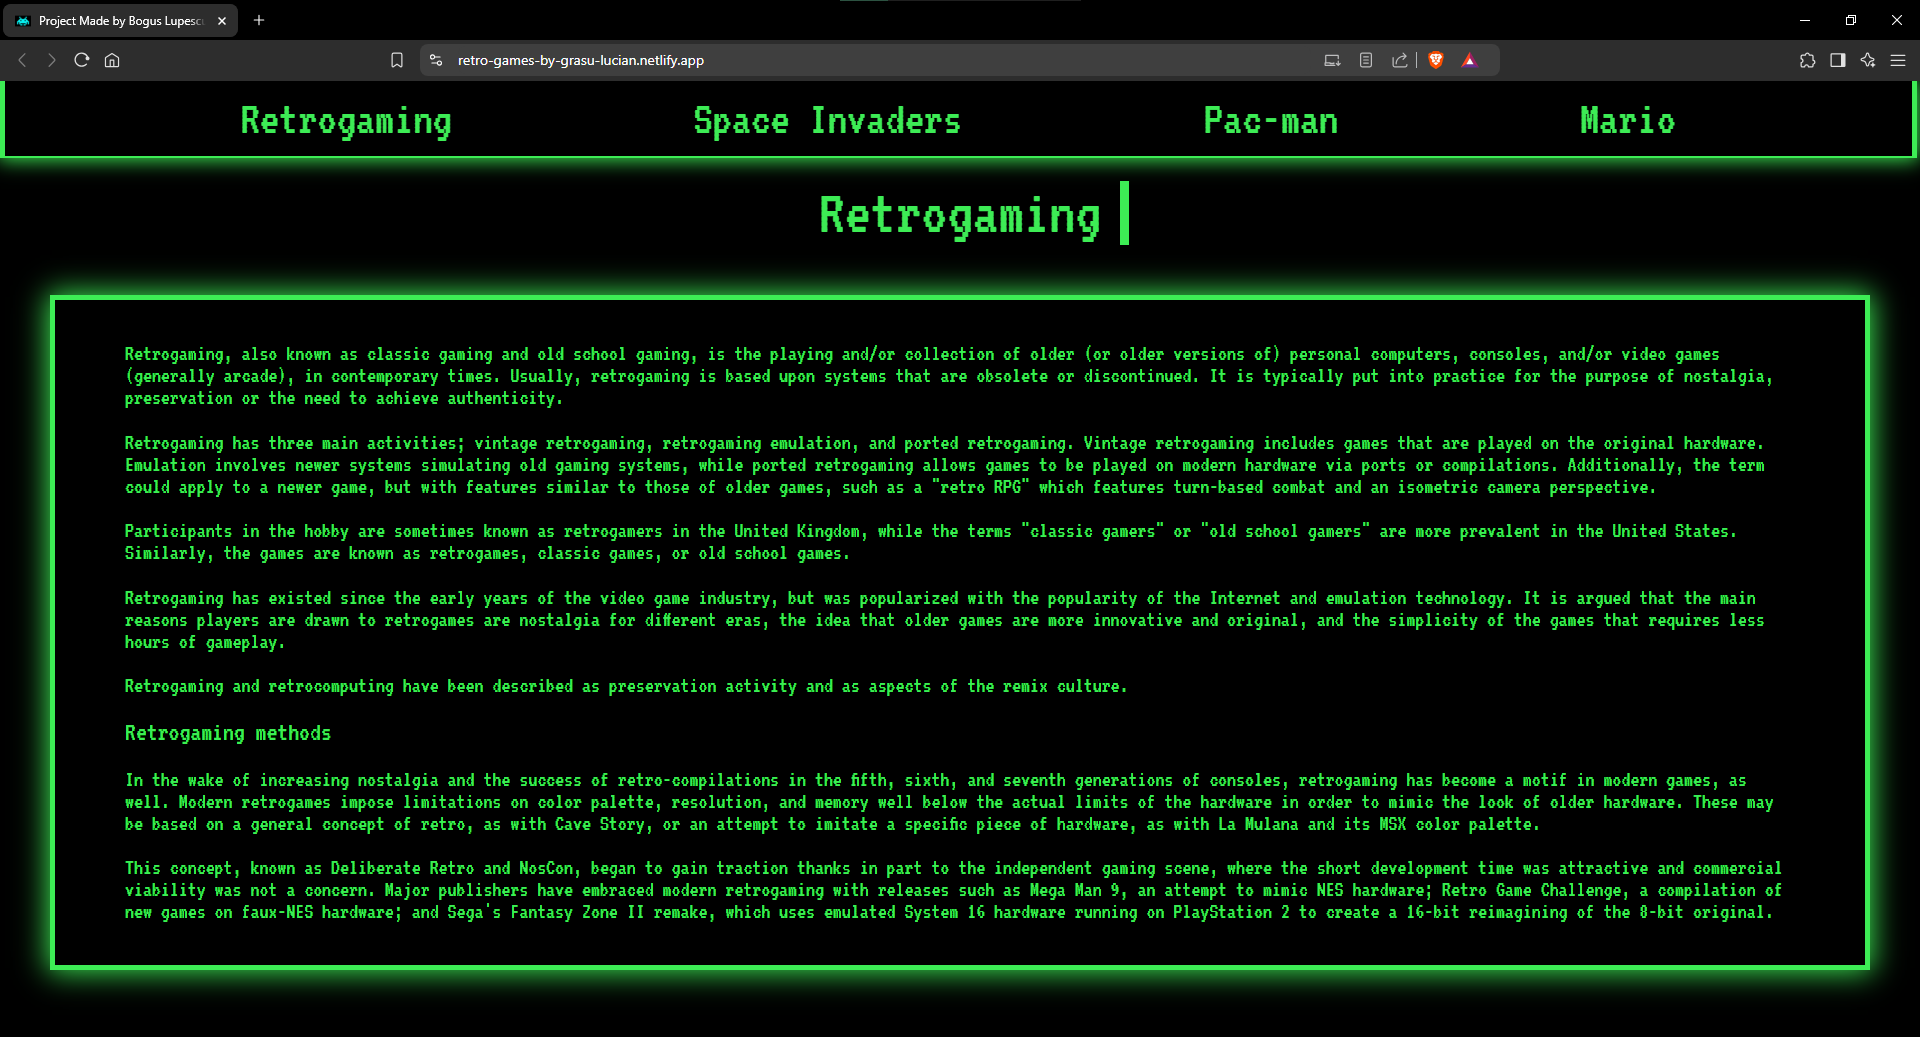 Project Made by Bogus Lupescu
retro-games-by-grasu-lucian.netlify.app
Retrogaming Space Invaders Pac-man Mario
Retrogaming
Retrogaming, also known as classic gaming and old school gaming, is the playing and/or collection of older (or older versions of) personal computers, consoles, and/or video games
(generally arcade), in contemporary times. Usually, retrogaming is based upon systems that are obsolete or discontinued. It is typically put into practice for the purpose of nostalgia,
preservation or the need to achieve authenticity.
Retrogaming has three main activities; vintage retrogaming, retrogaming emulation, and ported retrogaming. Vintage retrogaming includes games that are played on the original hardware.
Emulation involves newer systems simulating old gaming systems, while ported retrogaming allows games to be played on modern hardware via ports or compilations. Additionally, the term
could apply to a newer game, but with features similar to those of older games, such as a "retro RPG" which features turn-based combat and an isometric camera perspective.
Participants in the hobby are sometimes known as retrogamers in the United Kingdom, while the terms "classic gamers" or "old school gamers" are more prevalent in the United States.
Similarly, the games are known as retrogames, classic games, or old school games.
Retrogaming has existed since the early years of the video game industry, but was popularized with the popularity of the Internet and emulation technology. It is argued that the main
reasons players are drawn to retrogames are nostalgia for different eras, the idea that older games are more innovative and original, and the simplicity of the games that requires less
hours of gameplay.
Retrogaming and retrocomputing have been described as preservation activity and as aspects of the remix culture.
Retrogaming methods
In the wake of increasing nostalgia and the success of retro-compilations in the fifth, sixth, and seventh generations of consoles, retrogaming has become a motif in modern games, as
well. Modern retrogames impose limitations on color palette, resolution, and memory well below the actual limits of the hardware in order to mimic the look of older hardware. These may
be based on a general concept of retro, as with Cave Story, or an attempt to imitate a specific piece of hardware, as with La Mulana and its MSX color palette.
This concept, known as Deliberate Retro and NosCon, began to gain traction thanks in part to the independent gaming scene, where the short development time was attractive and commercial
viability was not a concern. Major publishers have embraced modern retrogaming with releases such as Mega Man 9, an attempt to mimic NES hardware; Retro Game Challenge, a compilation of
new games on faux-NES hardware; and Sega's Fantasy Zone II remake, which uses emulated System 16 hardware running on PlayStation 2 to create a 16-bit reimagining of the 8-bit original.